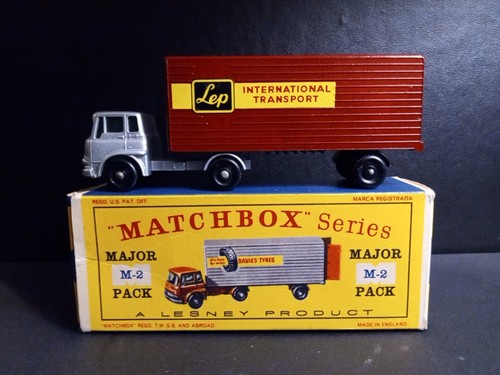 Lep INTERNATIONAL
TRANSPORT
REGD. U.S. PAT. OFF. MARCA REGISTRADA
"MATCHBOX" Series
MAJOR MAJOR
DAVIES TYRES
M-2 M-2
PACK PACK
A LESNEY PRODUCT
"MATCHBOX" REGD. T.M. G.B. AND ABROAD MADE IN ENGLAND